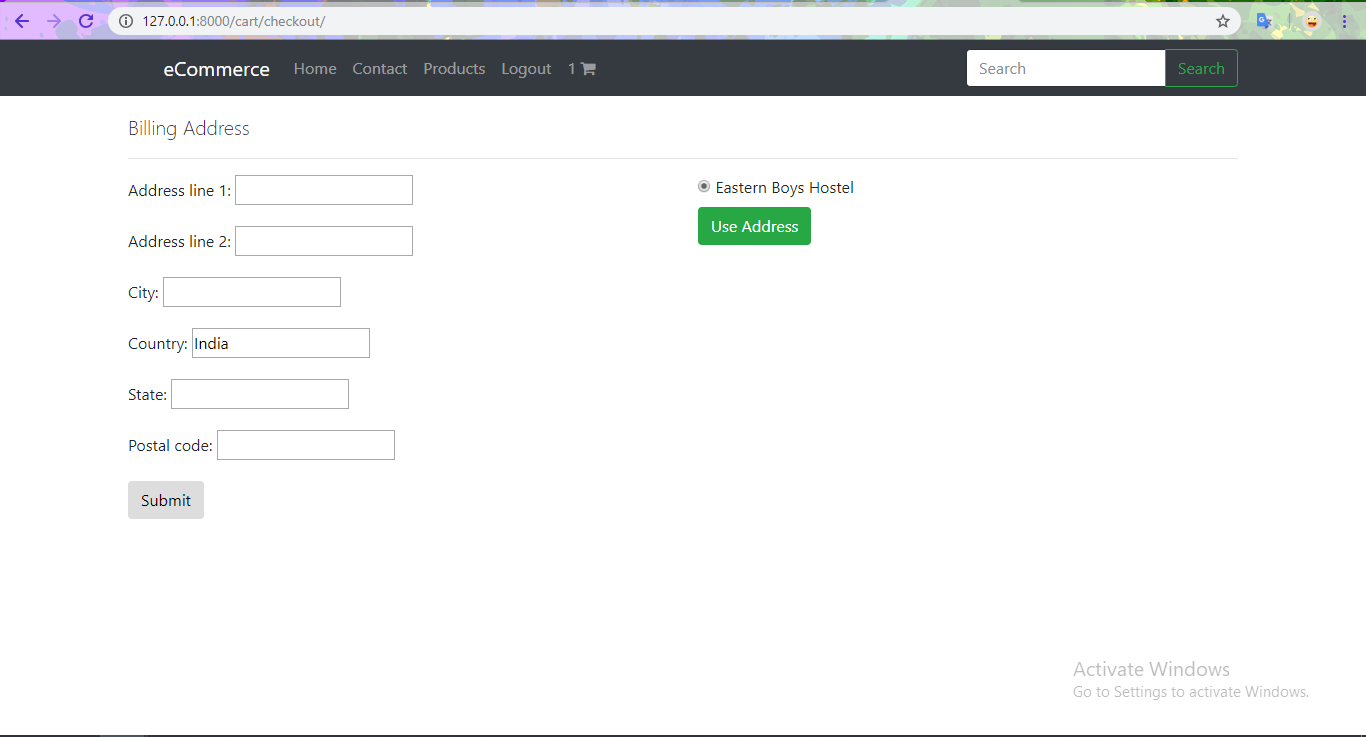 127.0.0.1:8000/cart/checkout/
eCommerce Home Contact Products Logout 1 Search Search
Billing Address
Address line 1:
Eastern Boys Hostel
Use Address
Address line 2:
City:
Country: India
State:
Postal code:
Submit
Activate Windows
Go to Settings to activate Windows.